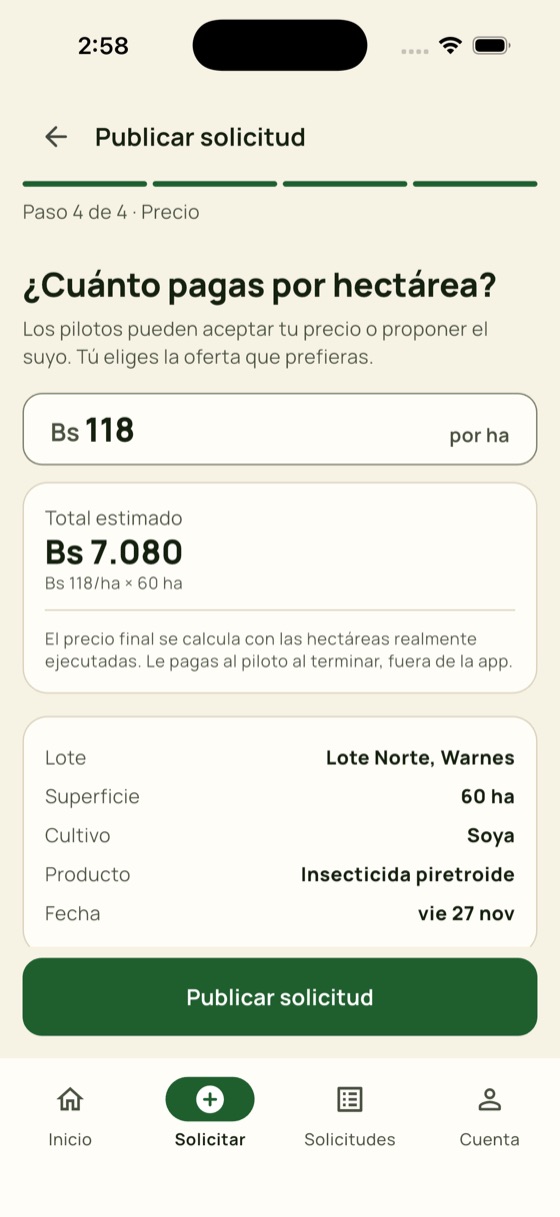 2:58
Publicar solicitud
Paso 4 de 4 · Precio
¿Cuánto pagas por hectárea?
Los pilotos pueden aceptar tu precio o proponer el
suyo. Tú eliges la oferta que prefieras.
Bs 118 por ha
Total estimado
Bs 7.080
Bs 118/ha × 60 ha
El precio final se calcula con las hectáreas realmente
ejecutadas. Le pagas al piloto al terminar, fuera de la app.
Lote Lote Norte, Warnes
Superficie 60 ha
Cultivo Soya
Producto Insecticida piretroide
Fecha vie 27 nov
Publicar solicitud
Inicio Solicitar Solicitudes Cuenta